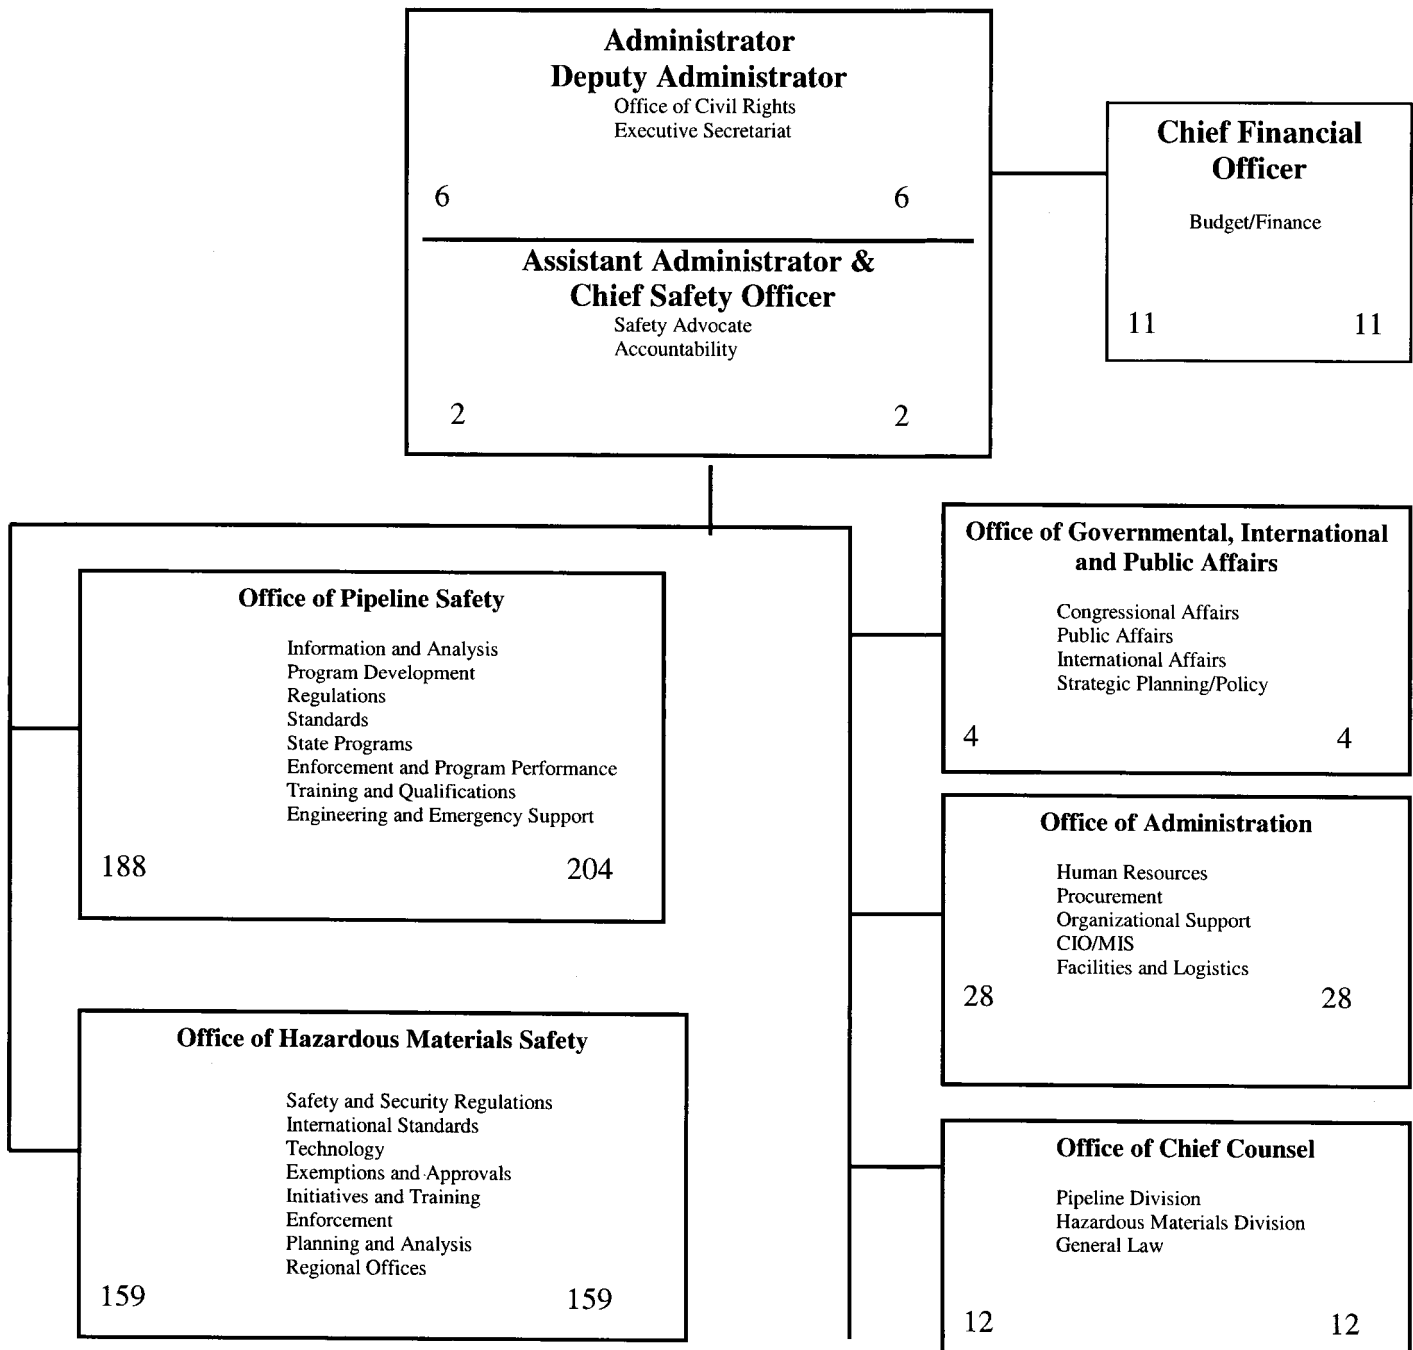 Administrator
Deputy Administrator
Office of Civil Rights
Executive Secretariat
6 6
Assistant Administrator &
Chief Safety Officer
Safety Advocate
Accountability
2 2
Chief Financial
Officer
Budget/Finance
11 11
Office of Pipeline Safety
Information and Analysis
Program Development
Regulations
Standards
State Programs
Enforcement and Program Performance
Training and Qualifications
Engineering and Emergency Support
188 204
Office of Hazardous Materials Safety
Safety and Security Regulations
International Standards
Technology
Exemptions and Approvals
Initiatives and Training
Enforcement
Planning and Analysis
Regional Offices
159 159
Office of Governmental, International
and Public Affairs
Congressional Affairs
Public Affairs
International Affairs
Strategic Planning/Policy
4 4
Office of Administration
Human Resources
Procurement
Organizational Support
CIO/MIS
Facilities and Logistics
28 28
Office of Chief Counsel
Pipeline Division
Hazardous Materials Division
General Law
12 12